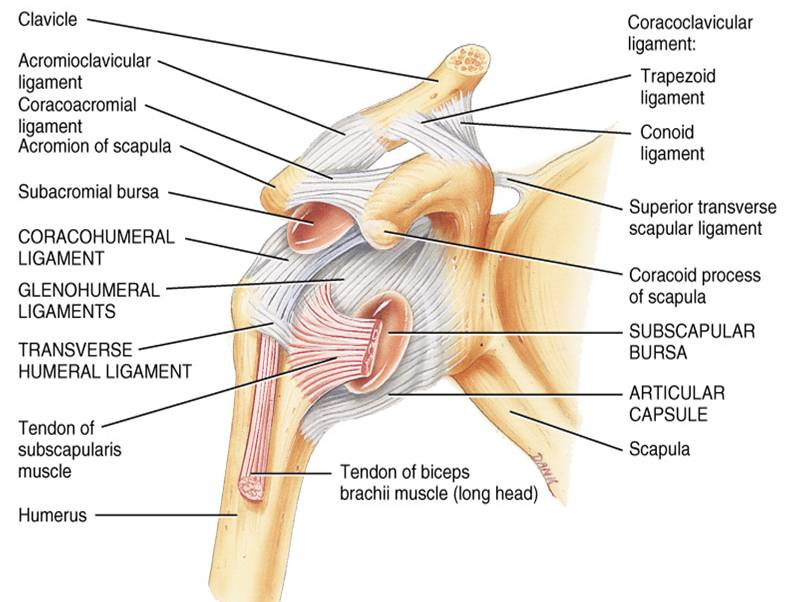 Clavicle
Acromioclavicular
ligament
Coracoacromial
ligament
Acromion of scapula
Subacromial bursa
CORACOHUMERAL
LIGAMENT
GLENOHUMERAL
LIGAMENTS
TRANSVERSE
HUMERAL LIGAMENT
Tendon of
subscapularis
muscle
Humerus
Tendon of biceps
brachii muscle (long head)
Coracoclavicular
ligament:
Trapezoid
ligament
Conoid
ligament
Superior transverse
scapular ligament
Coracoid process
of scapula
SUBSCAPULAR
BURSA
ARTICULAR
CAPSULE
Scapula